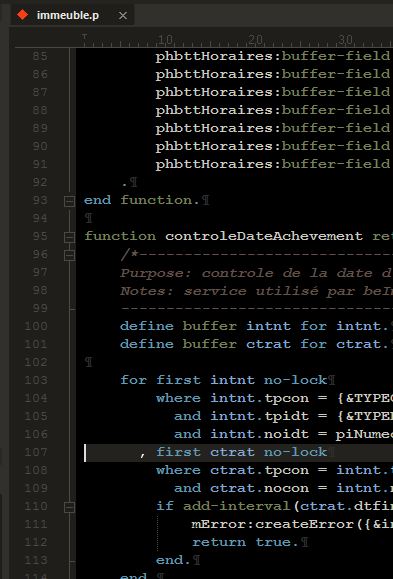 immeuble.p
10 20 30
85 phbttHoraires:buffer-field
86 phbttHoraires:buffer-field
87 phbttHoraires:buffer-field
88 phbttHoraires:buffer-field
89 phbttHoraires:buffer-field
90 phbttHoraires:buffer-field
91 phbttHoraires:buffer-field
92 .¶
93 end function.¶
94 ¶
95 function controleDateAchevement ret
96 /*----------------------------
97 Purpose: controle de la date d
98 Notes: service utilisé par beIn
99 ------------------------------
100 define buffer intnt for intnt.¶
101 define buffer ctrat for ctrat.¶
102 ¶
103 for first intnt no-lock¶
104 where intnt.tpcon = {&TYPEC
105 and intnt.tpidt = {&TYPEB
106 and intnt.noidt = piNumer
107 , first ctrat no-lock¶
108 where ctrat.tpcon = intnt.t
109 and ctrat.nocon = intnt.n
110 if add-interval(ctrat.dtfin
111 mError:createError({&in
112 return true.¶
113 end.¶
114 end.